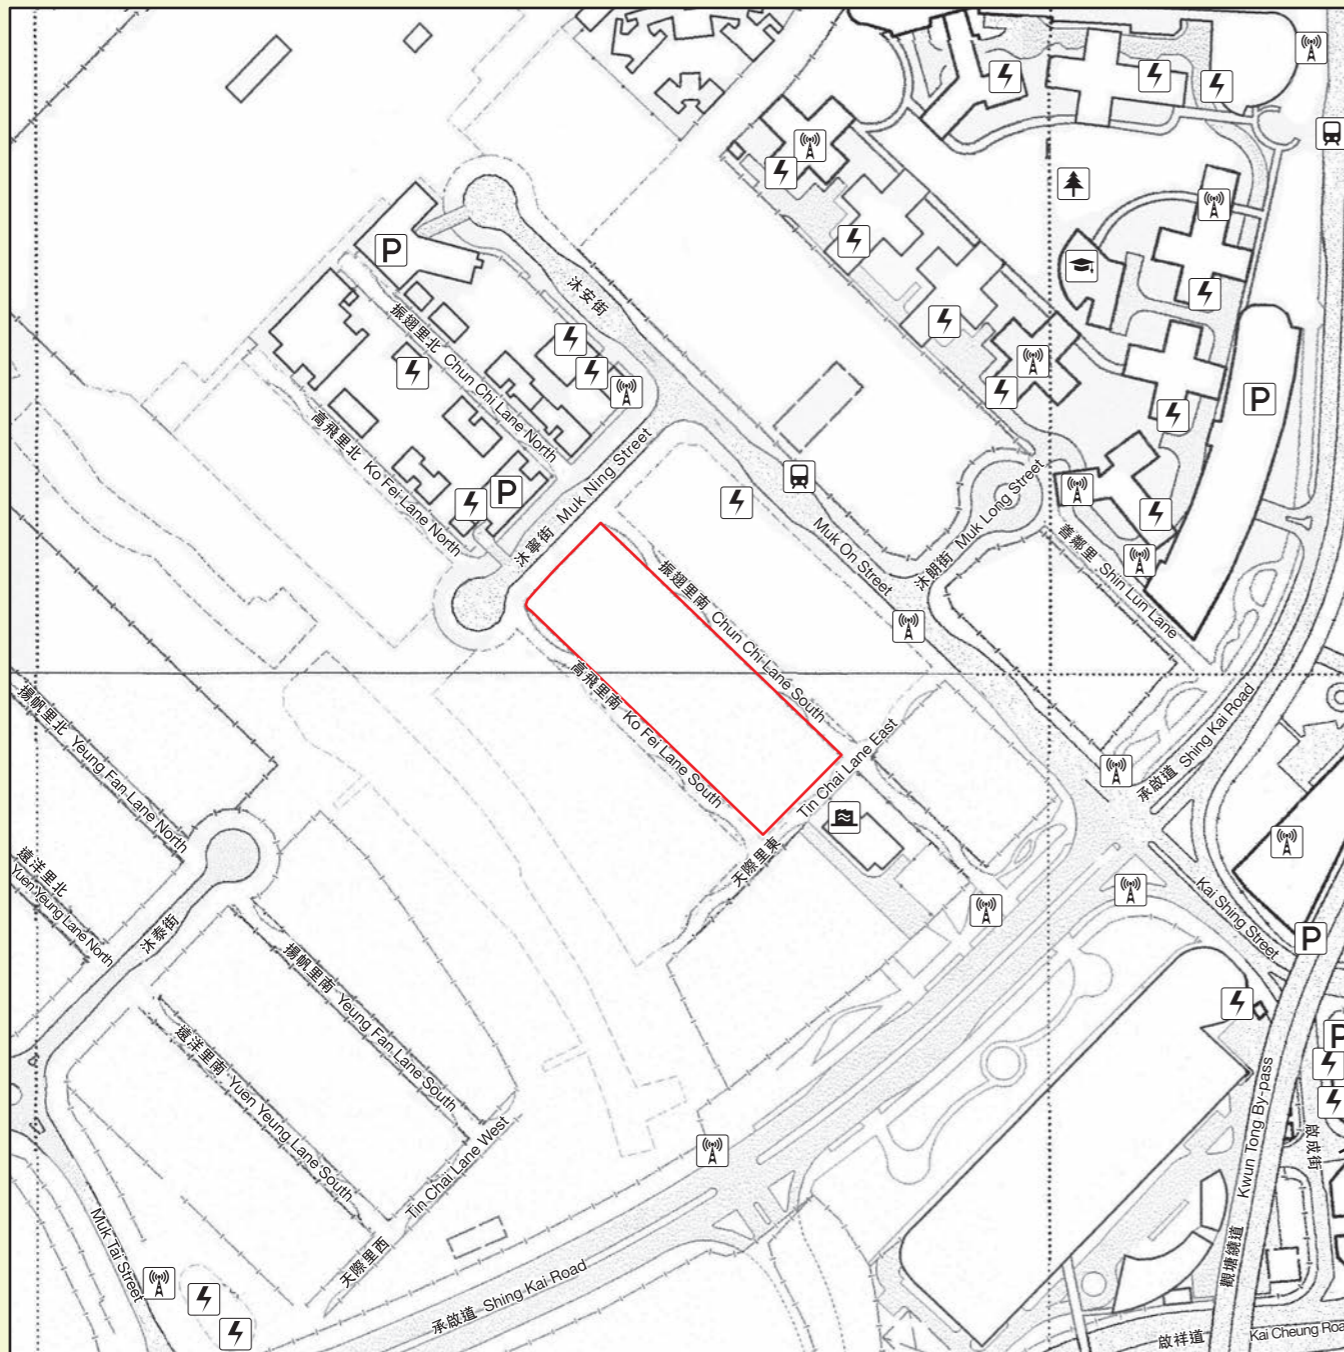 沐安街
振翅里北 Chun Chi Lane North
高飛里北 Ko Fei Lane North
沐寧街 Muk Ning Street
P
P
P
Muk On Street
沐朗街 Muk Long Street
善鄰里 Shin Lun Lane
振翅里南 Chun Chi Lane South
高飛里南 Ko Fei Lane South
Tin Chai Lane East
天際里東
承啟道 Shing Kai Road
揚帆里北 Yeung Fan Lane North
遠洋里北
Yuen Yeung Lane North
沐泰街
揚帆里南 Yeung Fan Lane South
遠洋里南 Yuen Yeung Lane South
Tin Chai Lane West
天際里西
Muk Tai Street
承啟道 Shing Kai Road
Kai Shing Street
P
P
啟成街
Kwun Tong By-pass
觀塘繞道
啟祥道 Kai Cheung Roa